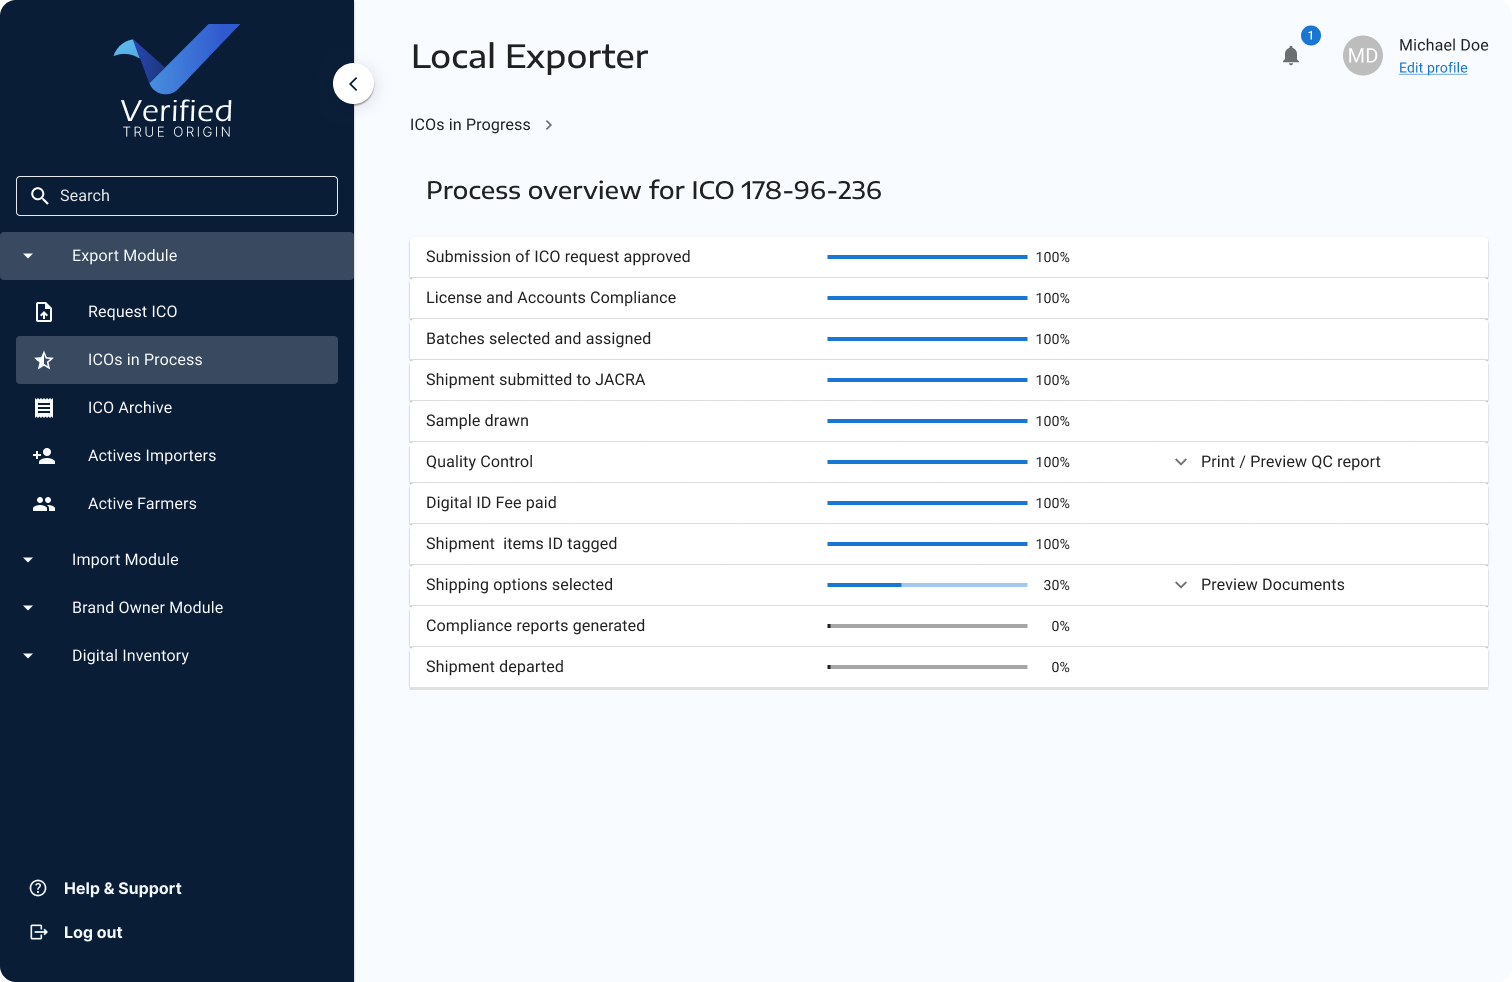 Verified
TRUE ORIGIN
Search
Export Module
Request ICO
ICOs in Process
ICO Archive
Actives Importers
Active Farmers
Import Module
Brand Owner Module
Digital Inventory
Help & Support
Log out
Local Exporter
1
MD
Michael Doe
Edit profile
ICOs in Progress
Process overview for ICO 178-96-236
Submission of ICO request approved 100%
License and Accounts Compliance 100%
Batches selected and assigned 100%
Shipment submitted to JACRA 100%
Sample drawn 100%
Quality Control 100% Print / Preview QC report
Digital ID Fee paid 100%
Shipment items ID tagged 100%
Shipping options selected 30% Preview Documents
Compliance reports generated 0%
Shipment departed 0%